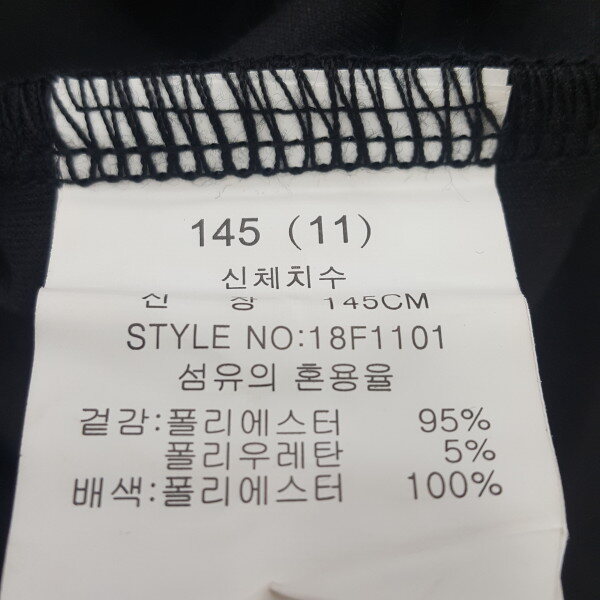 145 (11)
신체치수
신 장 145CM
STYLE NO:18F1101
섬유의 혼용율
겉감:폴리에스터 95%
폴리우레탄 5%
배색:폴리에스터 100%